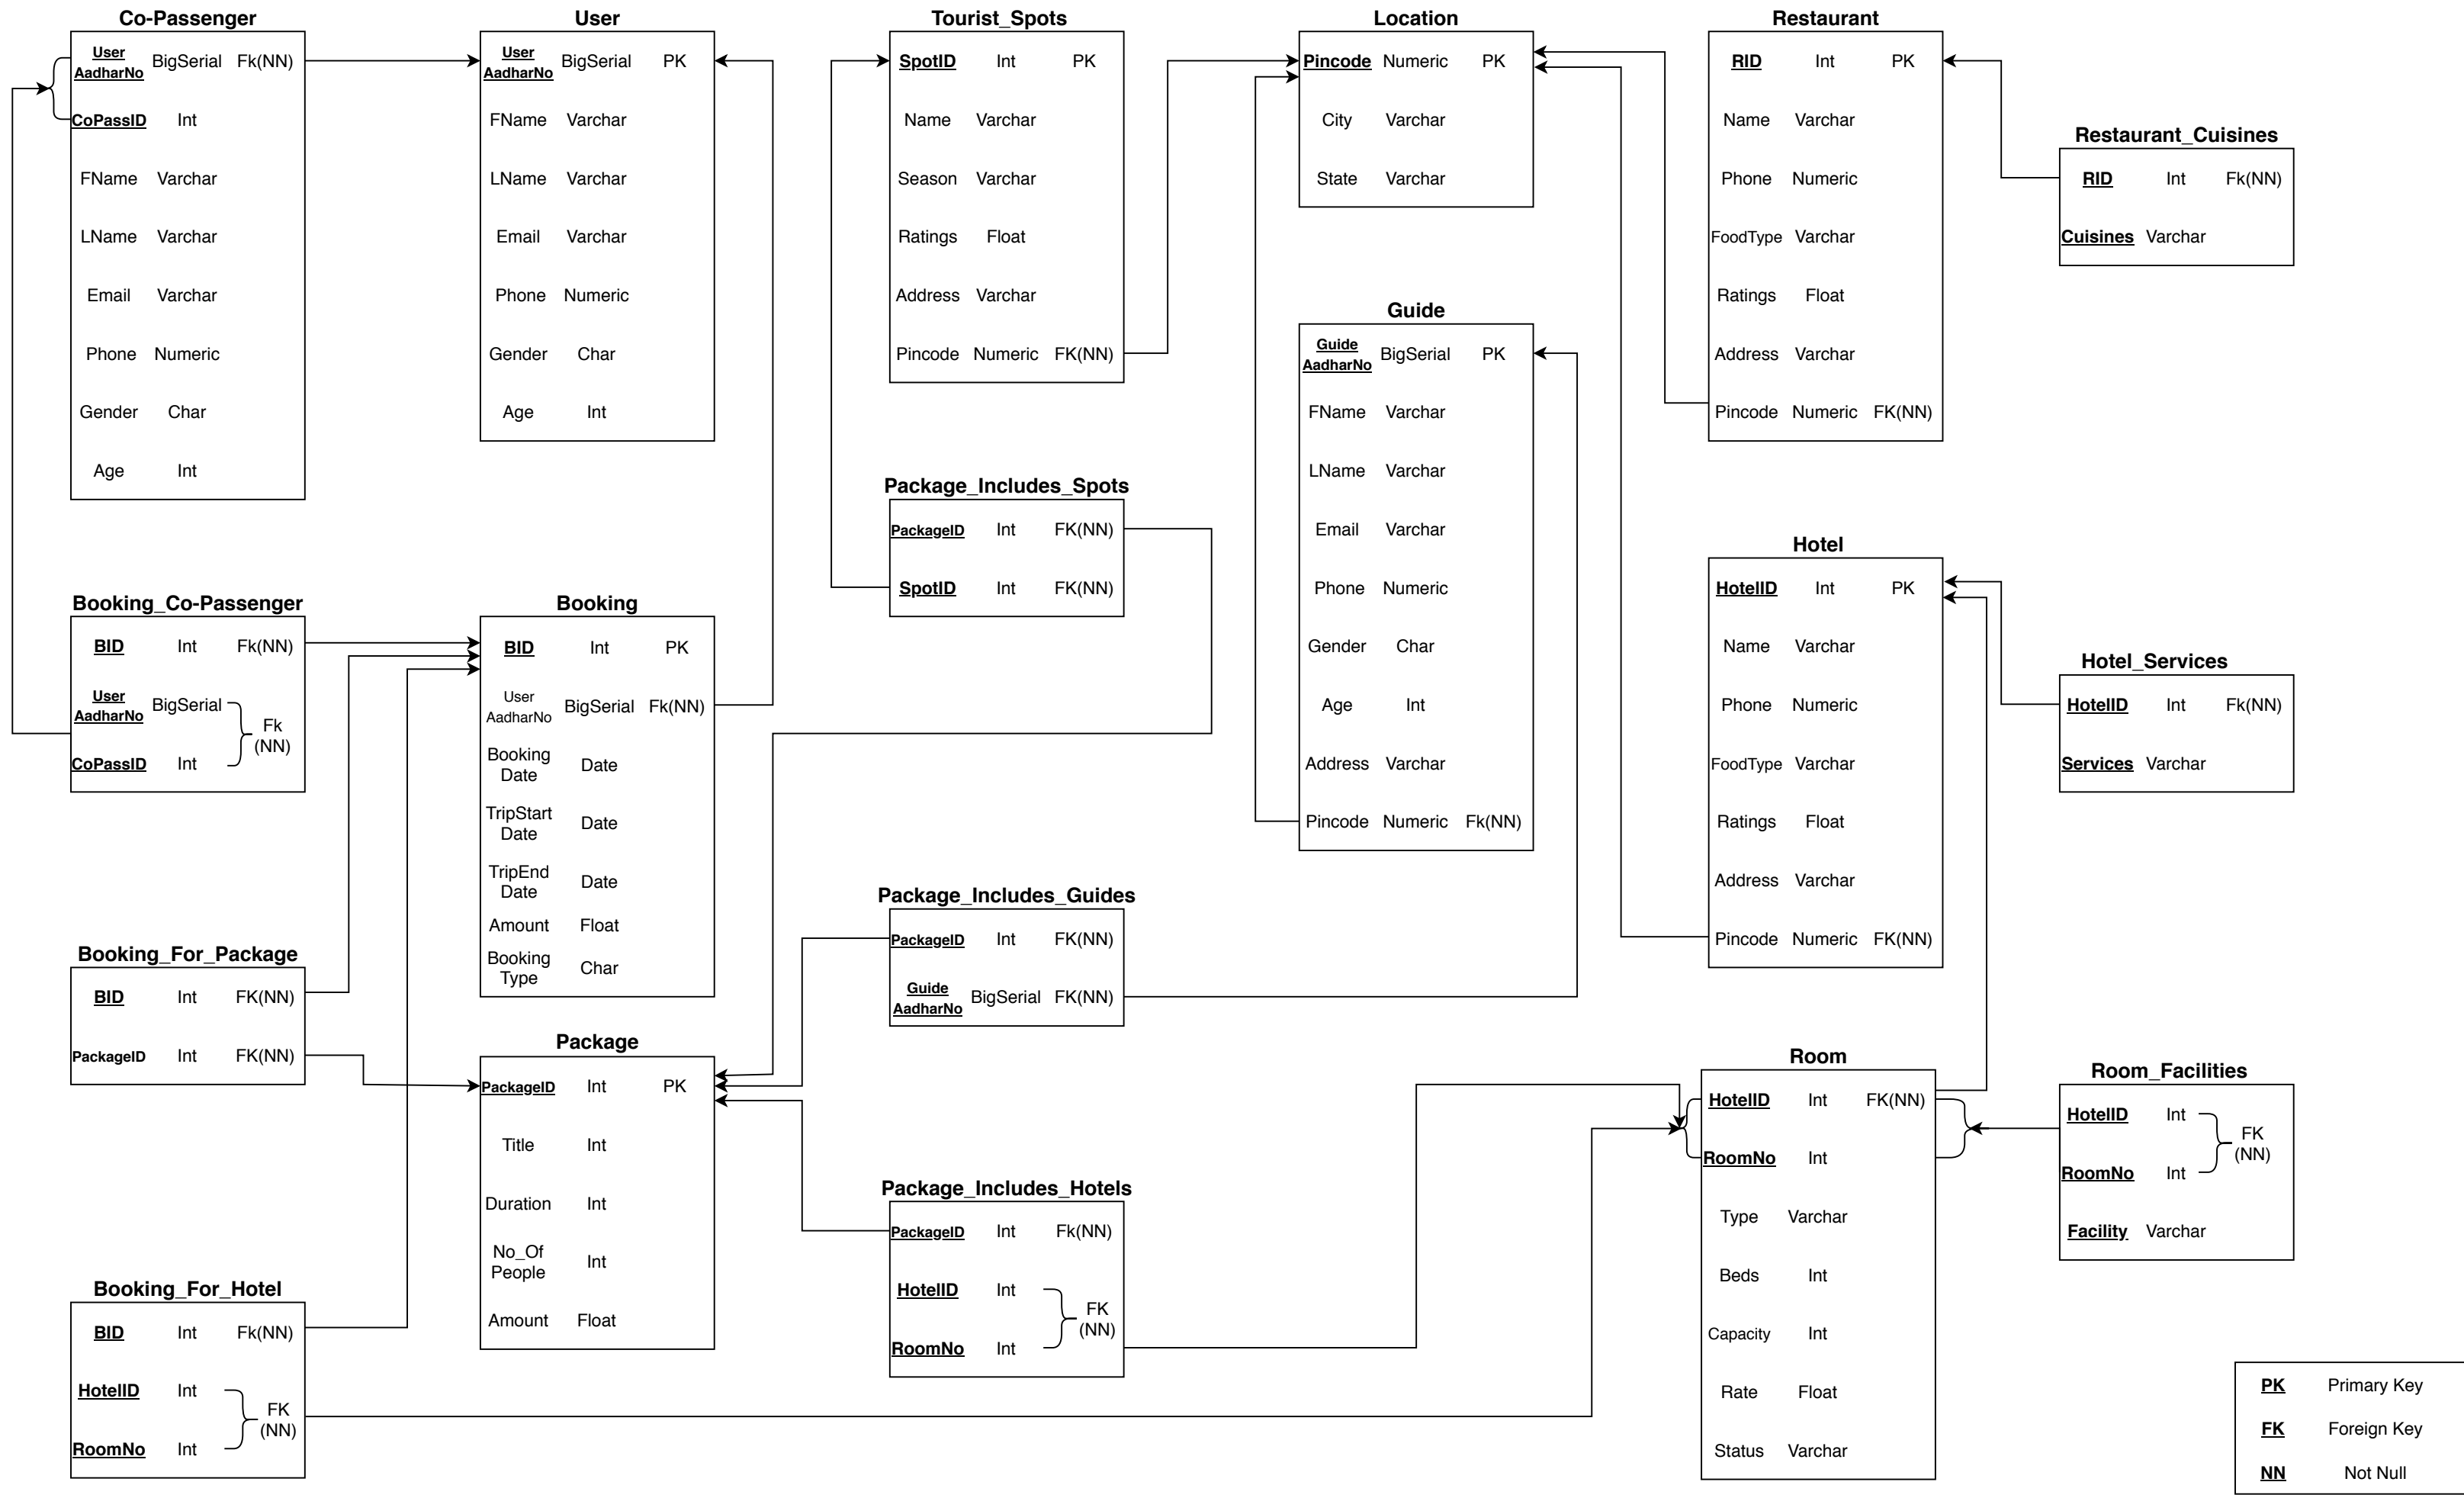 Co-Passenger
User AadharNo BigSerial Fk(NN)
CoPassID Int
FName Varchar
LName Varchar
Email Varchar
Phone Numeric
Gender Char
Age Int
User
User AadharNo BigSerial PK
FName Varchar
LName Varchar
Email Varchar
Phone Numeric
Gender Char
Age Int
Tourist_Spots
SpotID Int PK
Name Varchar
Season Varchar
Ratings Float
Address Varchar
Pincode Numeric FK(NN)
Location
Pincode Numeric PK
City Varchar
State Varchar
Restaurant
RID Int PK
Name Varchar
Phone Numeric
FoodType Varchar
Ratings Float
Address Varchar
Pincode Numeric FK(NN)
Restaurant_Cuisines
RID Int Fk(NN)
Cuisines Varchar
Guide
Guide AadharNo BigSerial PK
FName Varchar
LName Varchar
Email Varchar
Phone Numeric
Gender Char
Age Int
Address Varchar
Pincode Numeric Fk(NN)
Package_Includes_Spots
PackageID Int FK(NN)
SpotID Int FK(NN)
Hotel
HotelID Int PK
Name Varchar
Phone Numeric
FoodType Varchar
Ratings Float
Address Varchar
Pincode Numeric FK(NN)
Hotel_Services
HotelID Int Fk(NN)
Services Varchar
Booking_Co-Passenger
BID Int Fk(NN)
User AadharNo BigSerial
Fk (NN)
CoPassID Int
Booking
BID Int PK
User AadharNo BigSerial Fk(NN)
Booking Date Date
TripStart Date Date
TripEnd Date Date
Amount Float
Booking Type Char
Package_Includes_Guides
PackageID Int FK(NN)
Guide AadharNo BigSerial FK(NN)
Booking_For_Package
BID Int FK(NN)
PackageID Int FK(NN)
Package
PackageID Int PK
Title Int
Duration Int
No_Of People Int
Amount Float
Package_Includes_Hotels
PackageID Int Fk(NN)
HotelID Int
FK (NN)
RoomNo Int
Room
HotelID Int FK(NN)
RoomNo Int
Type Varchar
Beds Int
Capacity Int
Rate Float
Status Varchar
Room_Facilities
HotelID Int
FK (NN)
RoomNo Int
Facility Varchar
Booking_For_Hotel
BID Int Fk(NN)
HotelID Int
FK (NN)
RoomNo Int
PK Primary Key
FK Foreign Key
NN Not Null